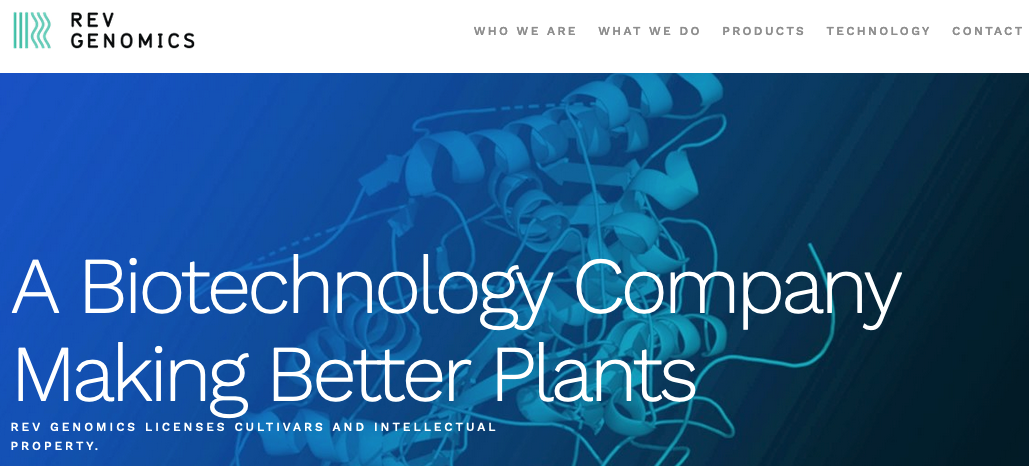 REV
GENOMICS
WHO WE ARE WHAT WE DO PRODUCTS TECHNOLOGY CONTACT
A Biotechnology Company
Making Better Plants
REV GENOMICS LICENSES CULTIVARS AND INTELLECTUAL
PROPERTY.